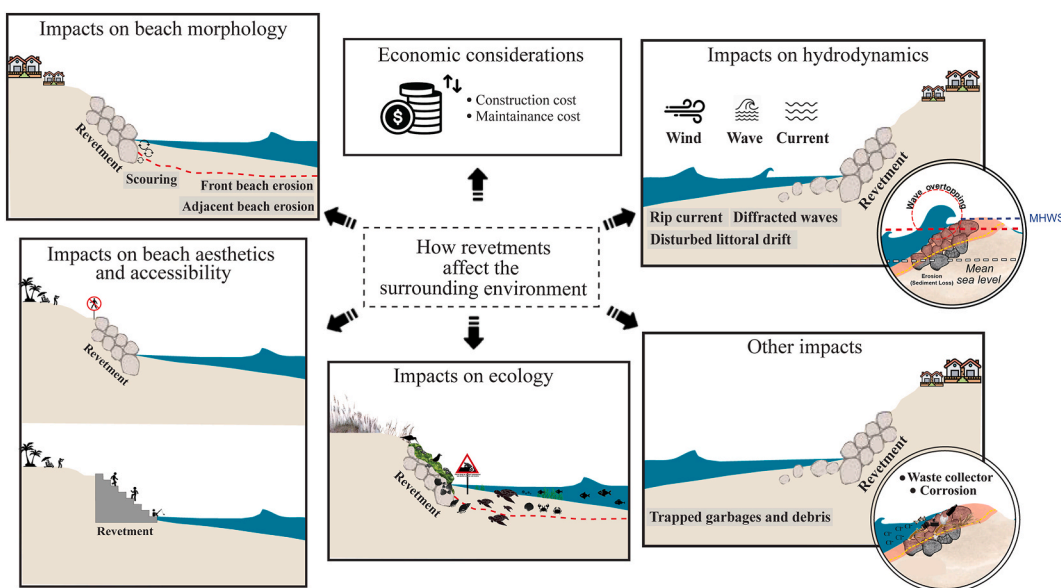 Impacts on beach morphology
Revetment
Scouring
Front beach erosion
Adjacent beach erosion
Economic considerations
$
• Construction cost
• Maintainance cost
Impacts on hydrodynamics
Wind
Wave
Current
Revetment
Rip current
Diffracted waves
Disturbed littoral drift
Wave overtopping
MHWS
Mean
sea level
Erosion
(Sediment Loss)
How revetments
affect the
surrounding environment
Impacts on beach aesthetics
and accessibility
Revetment
Revetment
Impacts on ecology
Revetment
Other impacts
Revetment
Trapped garbages and debris
• Waste collector
• Corrosion